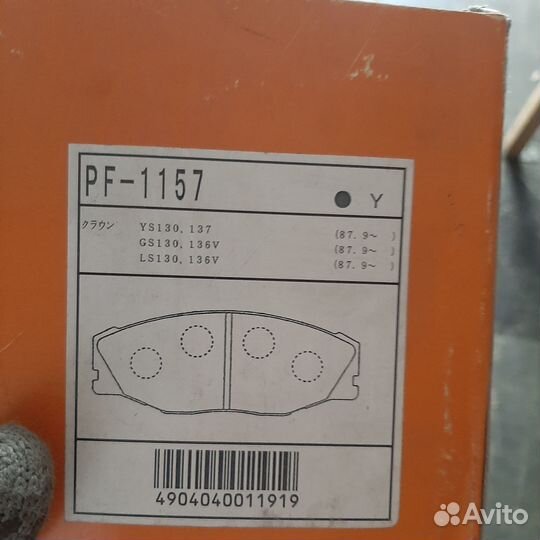 PF-1157 ● Y
クラウン YS130, 137 (87. 9~ )
GS130, 136V (87. 9~ )
LS130, 136V (87. 9~ )
4904040011919
Avito